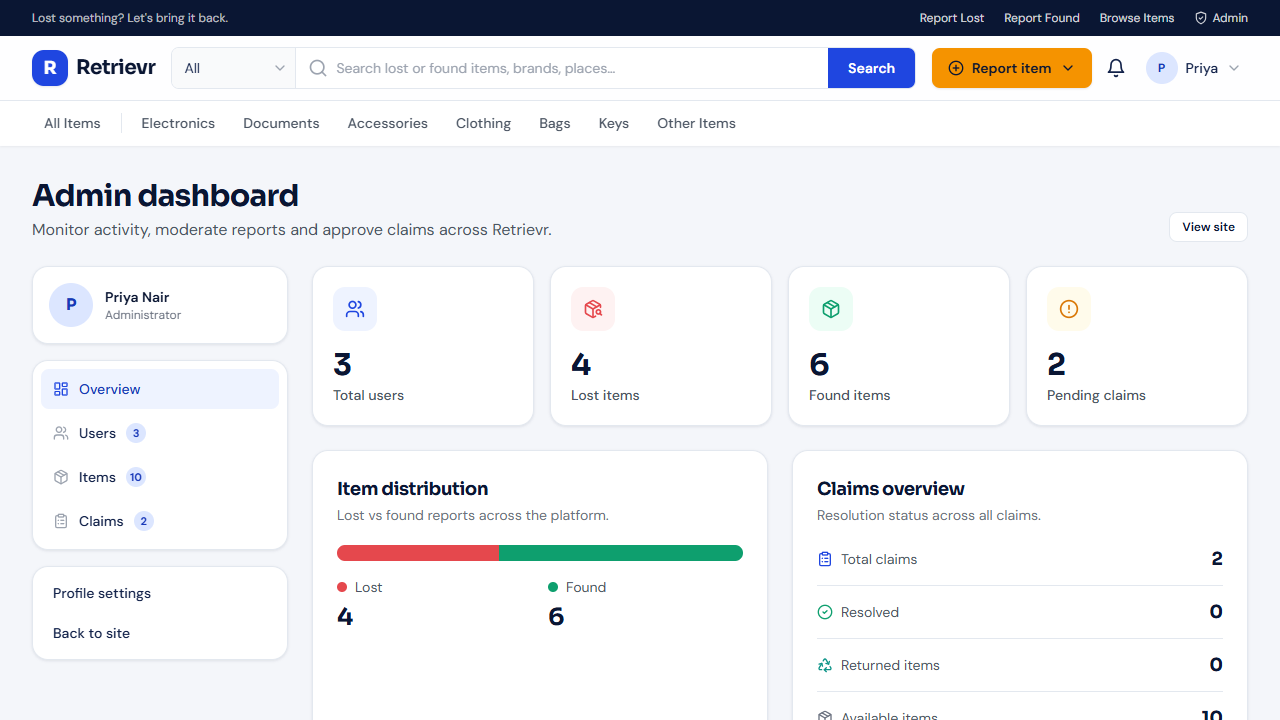 Lost something? Let's bring it back.
Report Lost
Report Found
Browse Items
Admin
R
Retrievr
All
Search lost or found items, brands, places...
Search
Report item
P
Priya
All Items
Electronics
Documents
Accessories
Clothing
Bags
Keys
Other Items
Admin dashboard
Monitor activity, moderate reports and approve claims across Retrievr.
View site
P
Priya Nair
Administrator
Overview
Users 3
Items 10
Claims 2
Profile settings
Back to site
3
Total users
4
Lost items
6
Found items
2
Pending claims
Item distribution
Lost vs found reports across the platform.
Lost
4
Found
6
Claims overview
Resolution status across all claims.
Total claims 2
Resolved 0
Returned items 0
Available items 10